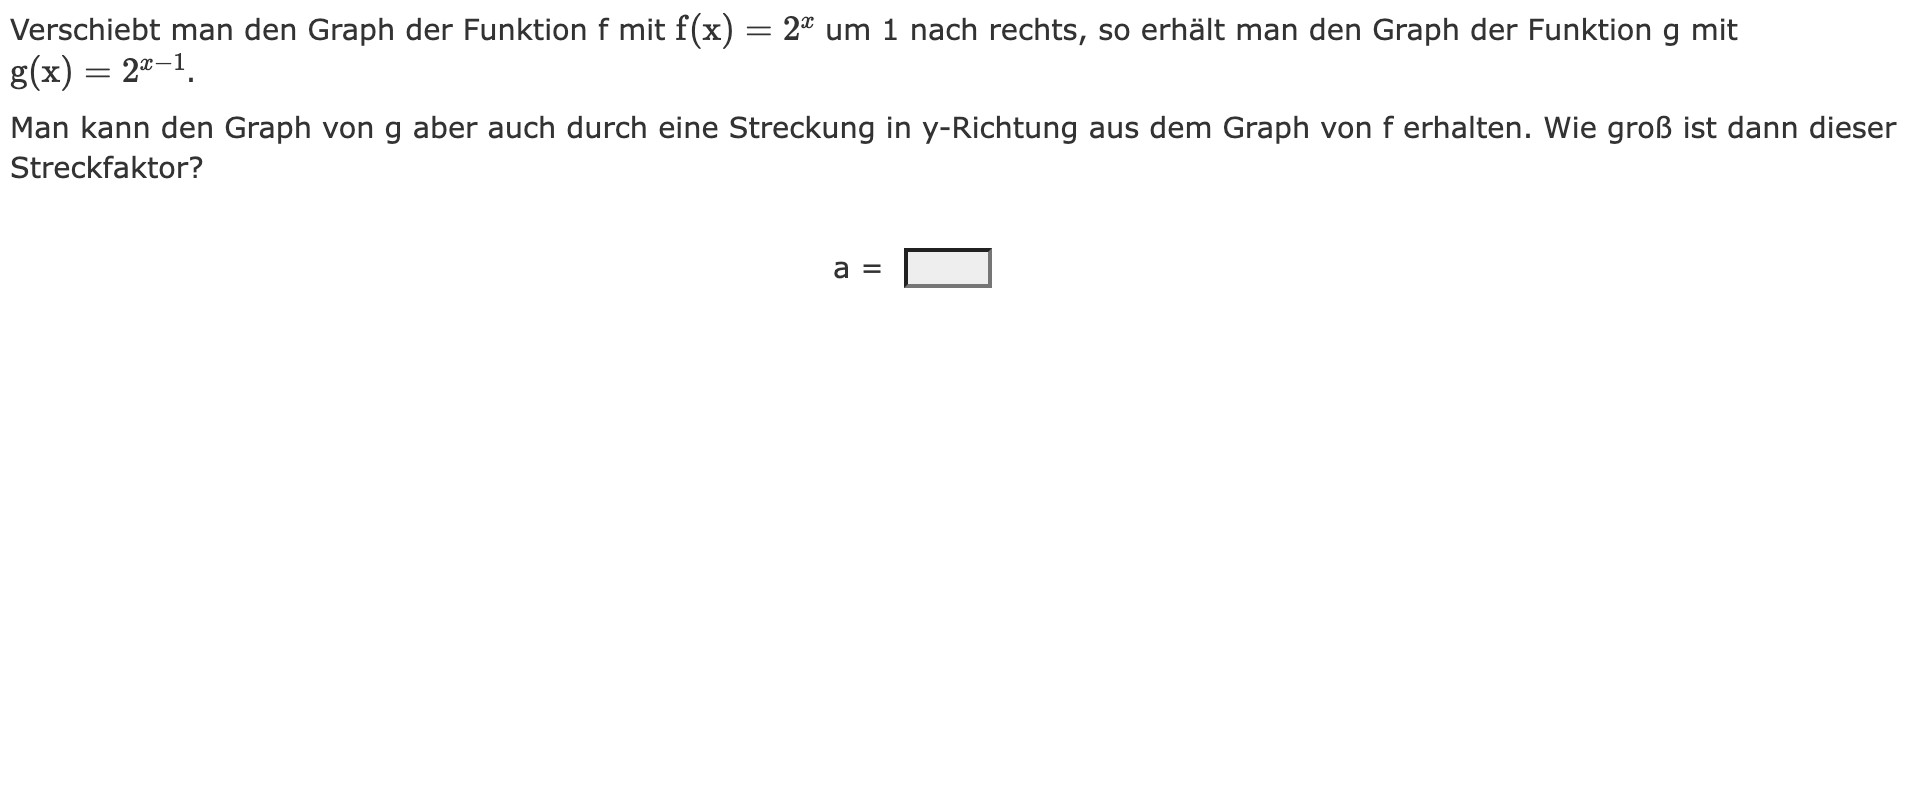 Verschiebt man den Graph der Funktion f mit f(x) = 2^x um 1 nach rechts, so erhält man den Graph der Funktion g mit
g(x) = 2^{x−1}.
Man kann den Graph von g aber auch durch eine Streckung in y-Richtung aus dem Graph von f erhalten. Wie groß ist dann dieser
Streckfaktor?
a =